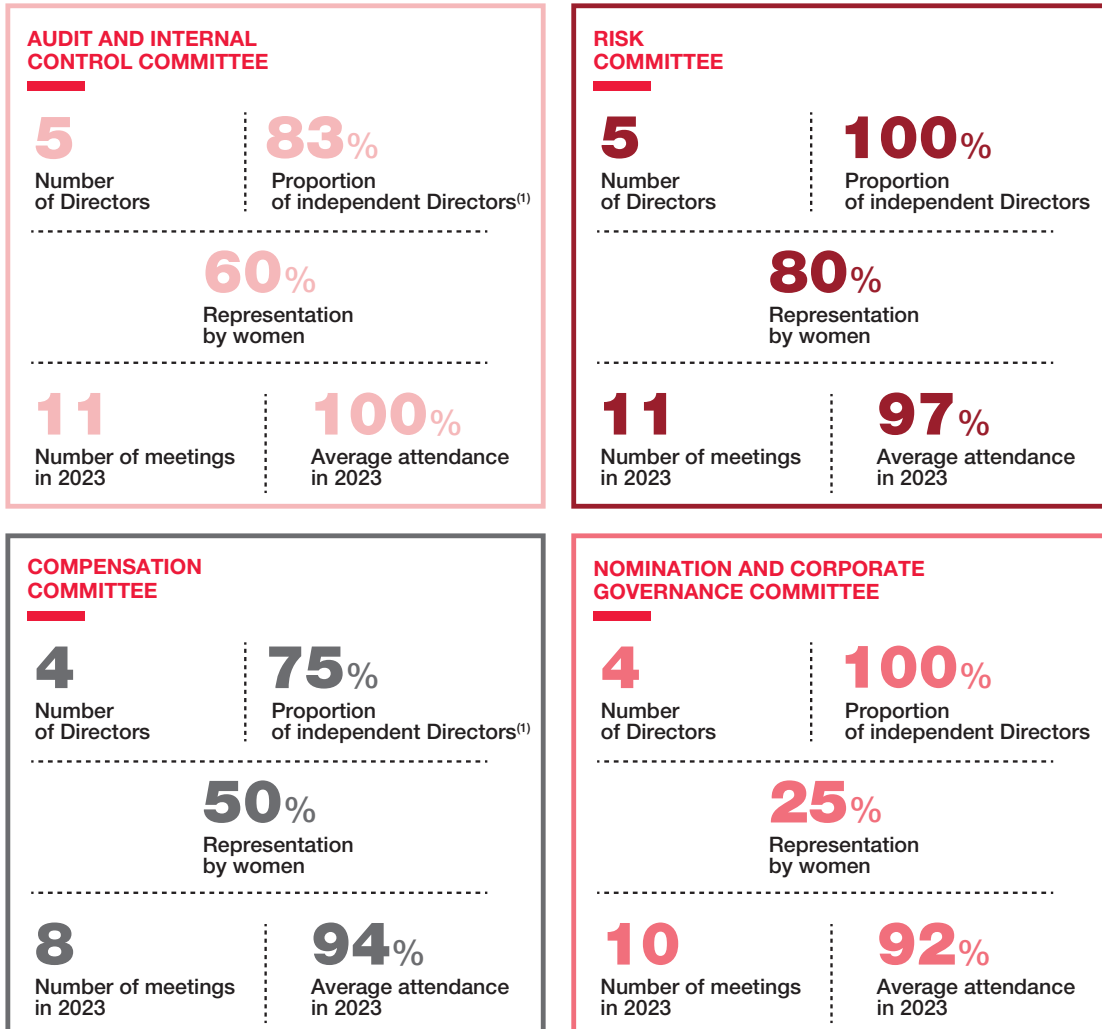 AUDIT AND INTERNAL
CONTROL COMMITTEE
5
Number
of Directors
83%
Proportion
of independent Directors(1)
60%
Representation
by women
11
Number of meetings
in 2023
100%
Average attendance
in 2023
RISK
COMMITTEE
5
Number
of Directors
100%
Proportion
of independent Directors
80%
Representation
by women
11
Number of meetings
in 2023
97%
Average attendance
in 2023
COMPENSATION
COMMITTEE
4
Number
of Directors
75%
Proportion
of independent Directors(1)
50%
Representation
by women
8
Number of meetings
in 2023
94%
Average attendance
in 2023
NOMINATION AND CORPORATE
GOVERNANCE COMMITTEE
4
Number
of Directors
100%
Proportion
of independent Directors
25%
Representation
by women
10
Number of meetings
in 2023
92%
Average attendance
in 2023